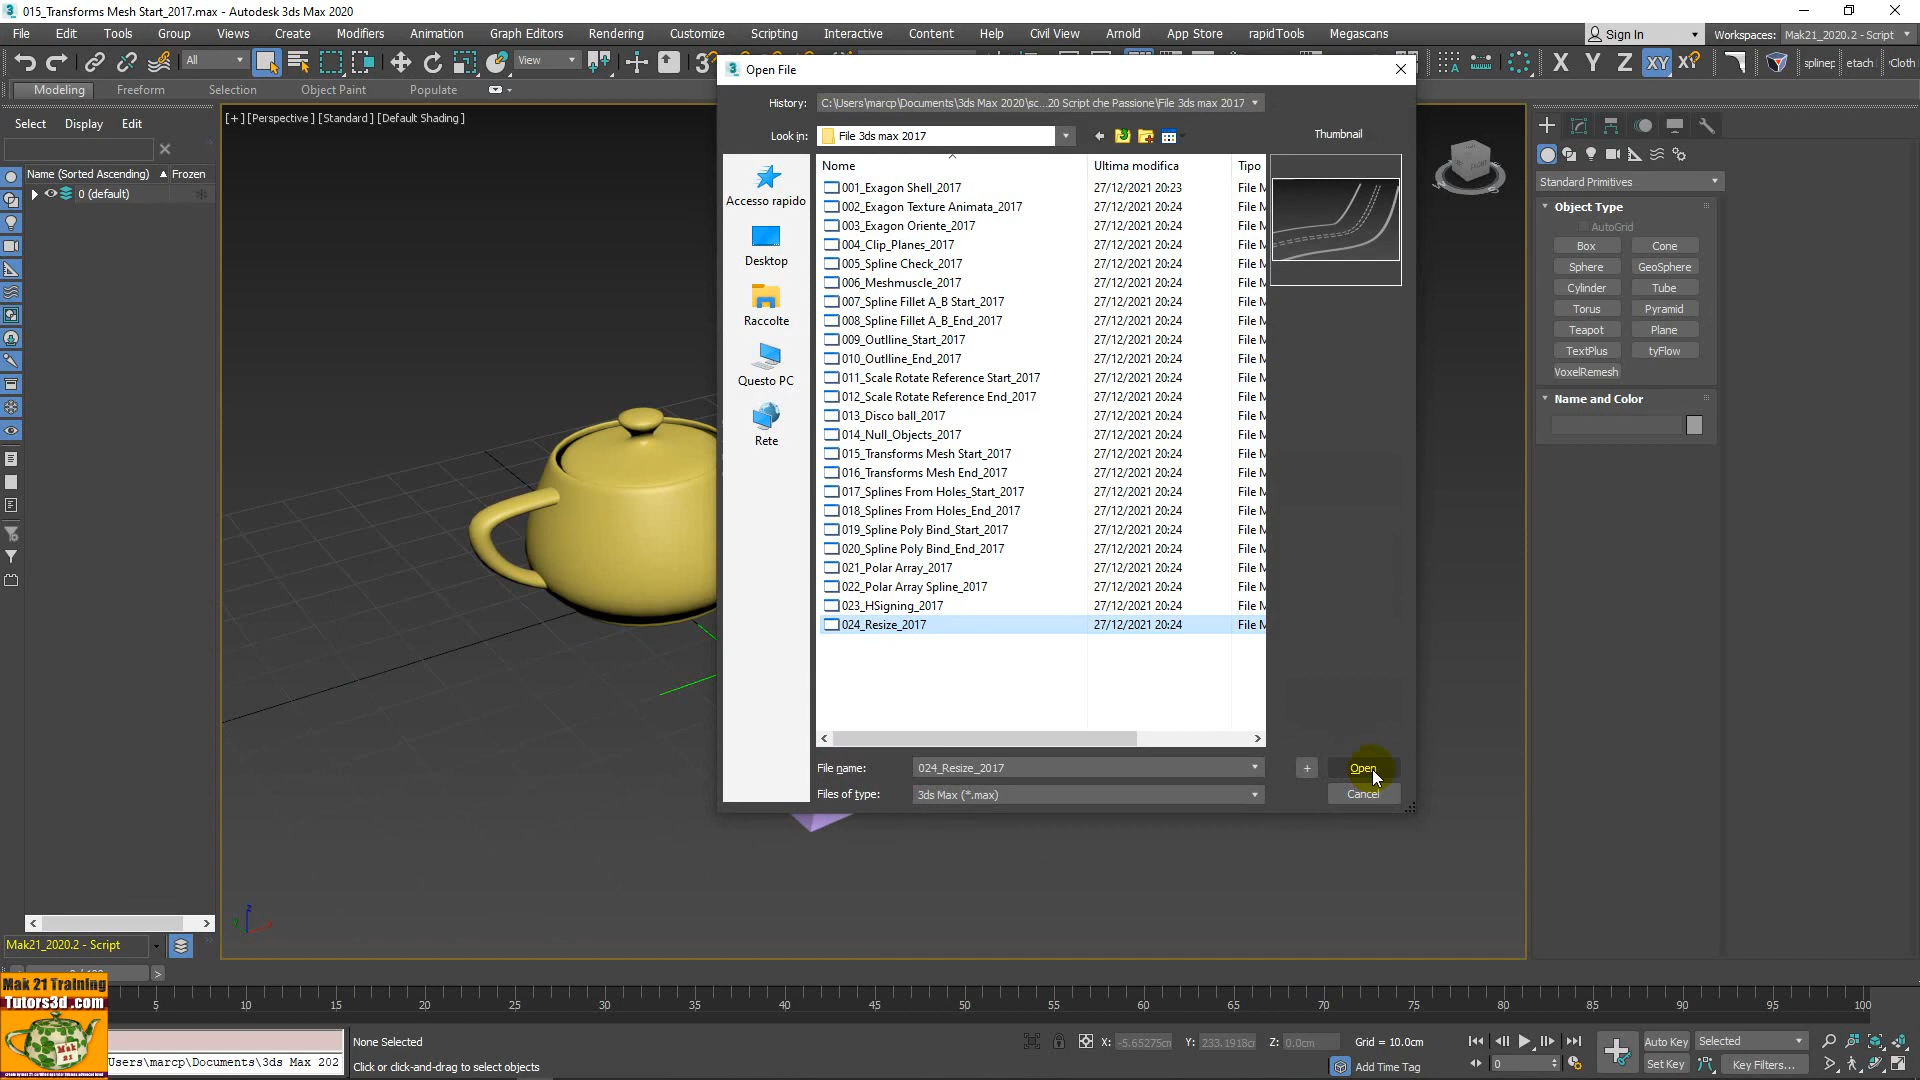 015_Transforms Mesh Start_2017.max - Autodesk 3ds Max 2020
File Edit Tools Group Views Create Modifiers Animation Graph Editors Rendering Customize Scripting Interactive Content Help Civil View Arnold App Store rapidTools Megascans
Sign In Workspaces: Mak21_2020.2 - Script
All View X Y Z XY XY splinep etach Cloth
Modeling Freeform Selection Object Paint Populate
Select Display Edit
Name (Sorted Ascending) Frozen
0 (default)
[+] [Perspective] [Standard] [Default Shading]
Open File
History: C:\Users\marcp\Documents\3ds Max 2020\sc...20 Script che Passione\File 3ds max 2017
Look in: File 3ds max 2017
Thumbnail
Accesso rapido
Desktop
Raccolte
Questo PC
Rete
Nome Ultima modifica Tipo
001_Exagon Shell_2017 27/12/2021 20:23 File M
002_Exagon Texture Animata_2017 27/12/2021 20:24 File M
003_Exagon Oriente_2017 27/12/2021 20:24 File M
004_Clip_Planes_2017 27/12/2021 20:24 File M
005_Spline Check_2017 27/12/2021 20:24 File M
006_Meshmuscle_2017 27/12/2021 20:24 File M
007_Spline Fillet A_B Start_2017 27/12/2021 20:24 File M
008_Spline Fillet A_B_End_2017 27/12/2021 20:24 File M
009_Outlline_Start_2017 27/12/2021 20:24 File M
010_Outlline_End_2017 27/12/2021 20:24 File M
011_Scale Rotate Reference Start_2017 27/12/2021 20:24 File M
012_Scale Rotate Reference End_2017 27/12/2021 20:24 File M
013_Disco ball_2017 27/12/2021 20:24 File M
014_Null_Objects_2017 27/12/2021 20:24 File M
015_Transforms Mesh Start_2017 27/12/2021 20:24 File M
016_Transforms Mesh End_2017 27/12/2021 20:24 File M
017_Splines From Holes_Start_2017 27/12/2021 20:24 File M
018_Splines From Holes_End_2017 27/12/2021 20:24 File M
019_Spline Poly Bind_Start_2017 27/12/2021 20:24 File M
020_Spline Poly Bind_End_2017 27/12/2021 20:24 File M
021_Polar Array_2017 27/12/2021 20:24 File M
022_Polar Array Spline_2017 27/12/2021 20:24 File M
023_HSigning_2017 27/12/2021 20:24 File M
024_Resize_2017 27/12/2021 20:24 File M
File name: 024_Resize_2017 + Open
Files of type: 3ds Max (*.max) Cancel
Standard Primitives
Object Type
AutoGrid
Box Cone
Sphere GeoSphere
Cylinder Tube
Torus Pyramid
Teapot Plane
TextPlus tyFlow
VoxelRemesh
Name and Color
Mak21_2020.2 - Script
Mak 21 Training
Tutors3d .com
Mak
21
5 10 15 20 25 30 35 40 45 50 55 60 65 70 75 80 85 90 95 100
None Selected
X: -5.65275cm Y: 233.1918cm Z: 0.0cm Grid = 10.0cm
Auto Key Selected
Jsers\marcp\Documents\3ds Max 202
Click or click-and-drag to select objects
Add Time Tag
0
Set Key Key Filters...